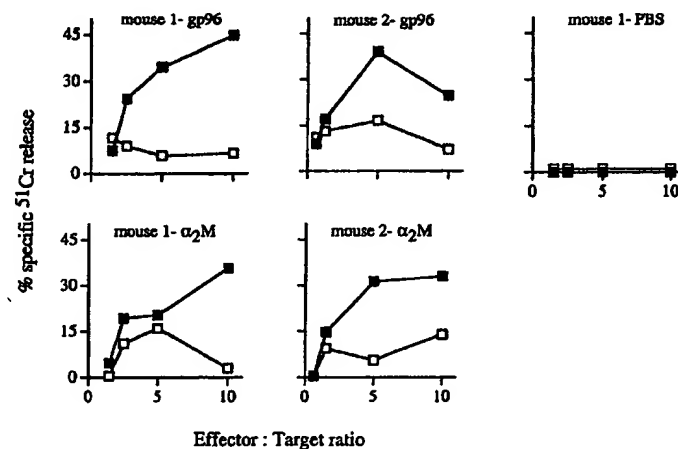 mouse 1- gp96
mouse 2- gp96
mouse 1- PBS
45
30
15
0
0
5
10
% specific ⁵¹Cr release
mouse 1- α₂M
mouse 2- α₂M
45
30
15
0
0
5
10
0
5
10
Effector : Target ratio